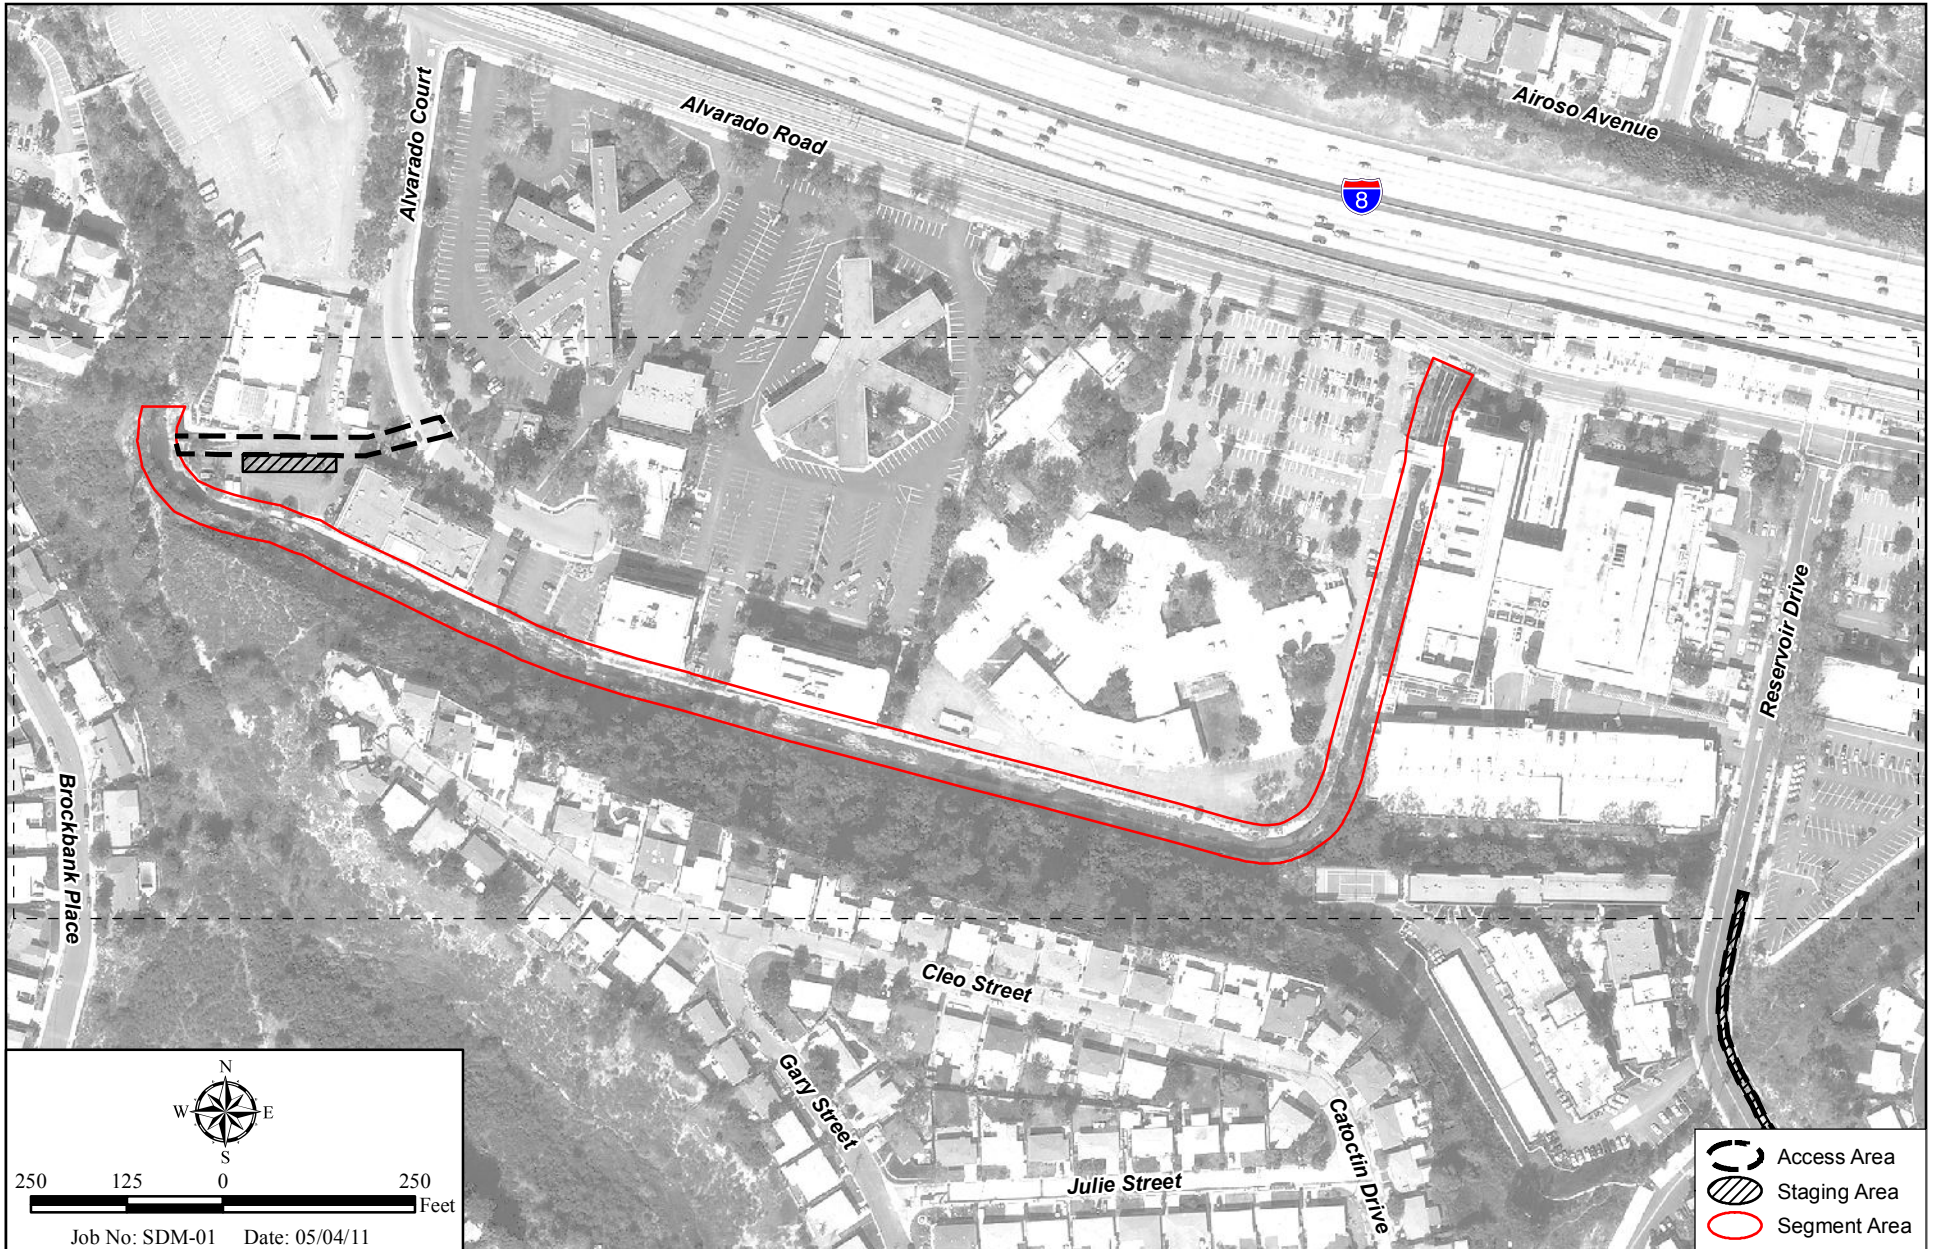 Airoso Avenue
Alvarado Road
Alvarado Court
8
Reservoir Drive
Brockbank Place
Cleo Street
Gary Street
Catoctin Drive
Julie Street
N
W E
S
250 125 0 250
Feet
Job No: SDM-01 Date: 05/04/11
Access Area
Staging Area
Segment Area